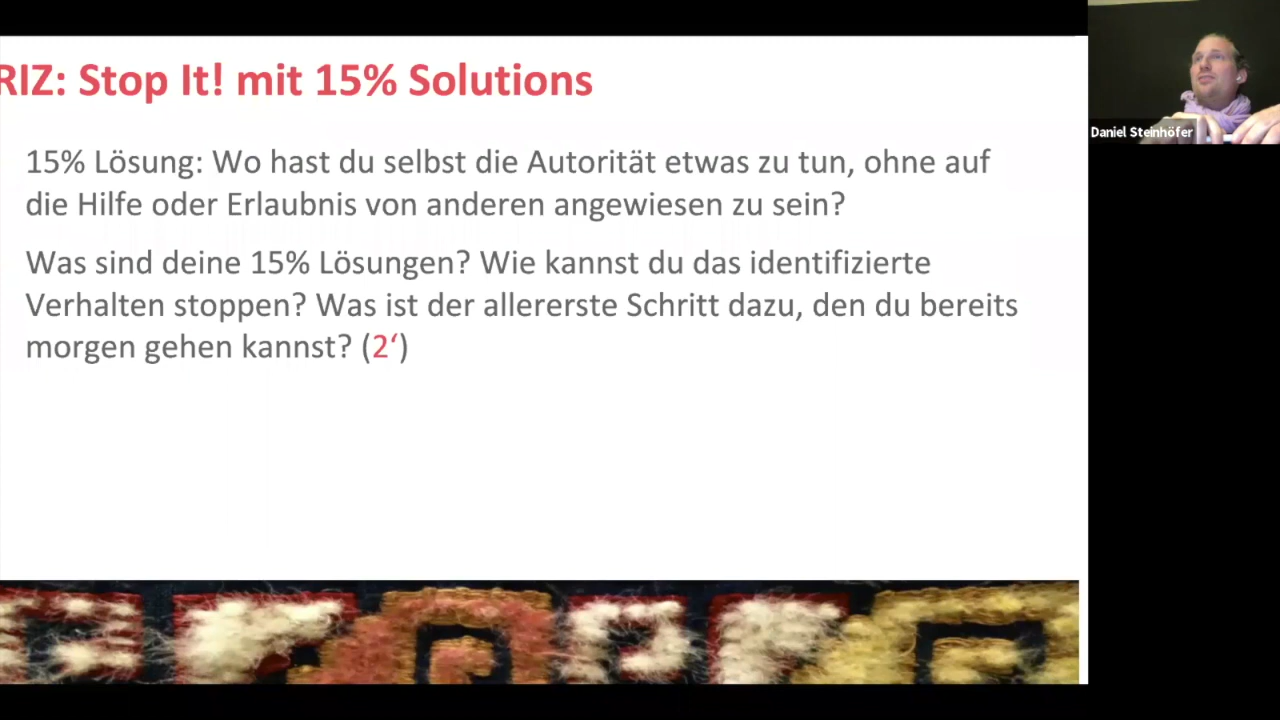 RIZ: Stop It! mit 15% Solutions
15% Lösung: Wo hast du selbst die Autorität etwas zu tun, ohne auf
die Hilfe oder Erlaubnis von anderen angewiesen zu sein?
Was sind deine 15% Lösungen? Wie kannst du das identifizierte
Verhalten stoppen? Was ist der allererste Schritt dazu, den du bereits
morgen gehen kannst? (2‘)
Daniel Steinhöfer